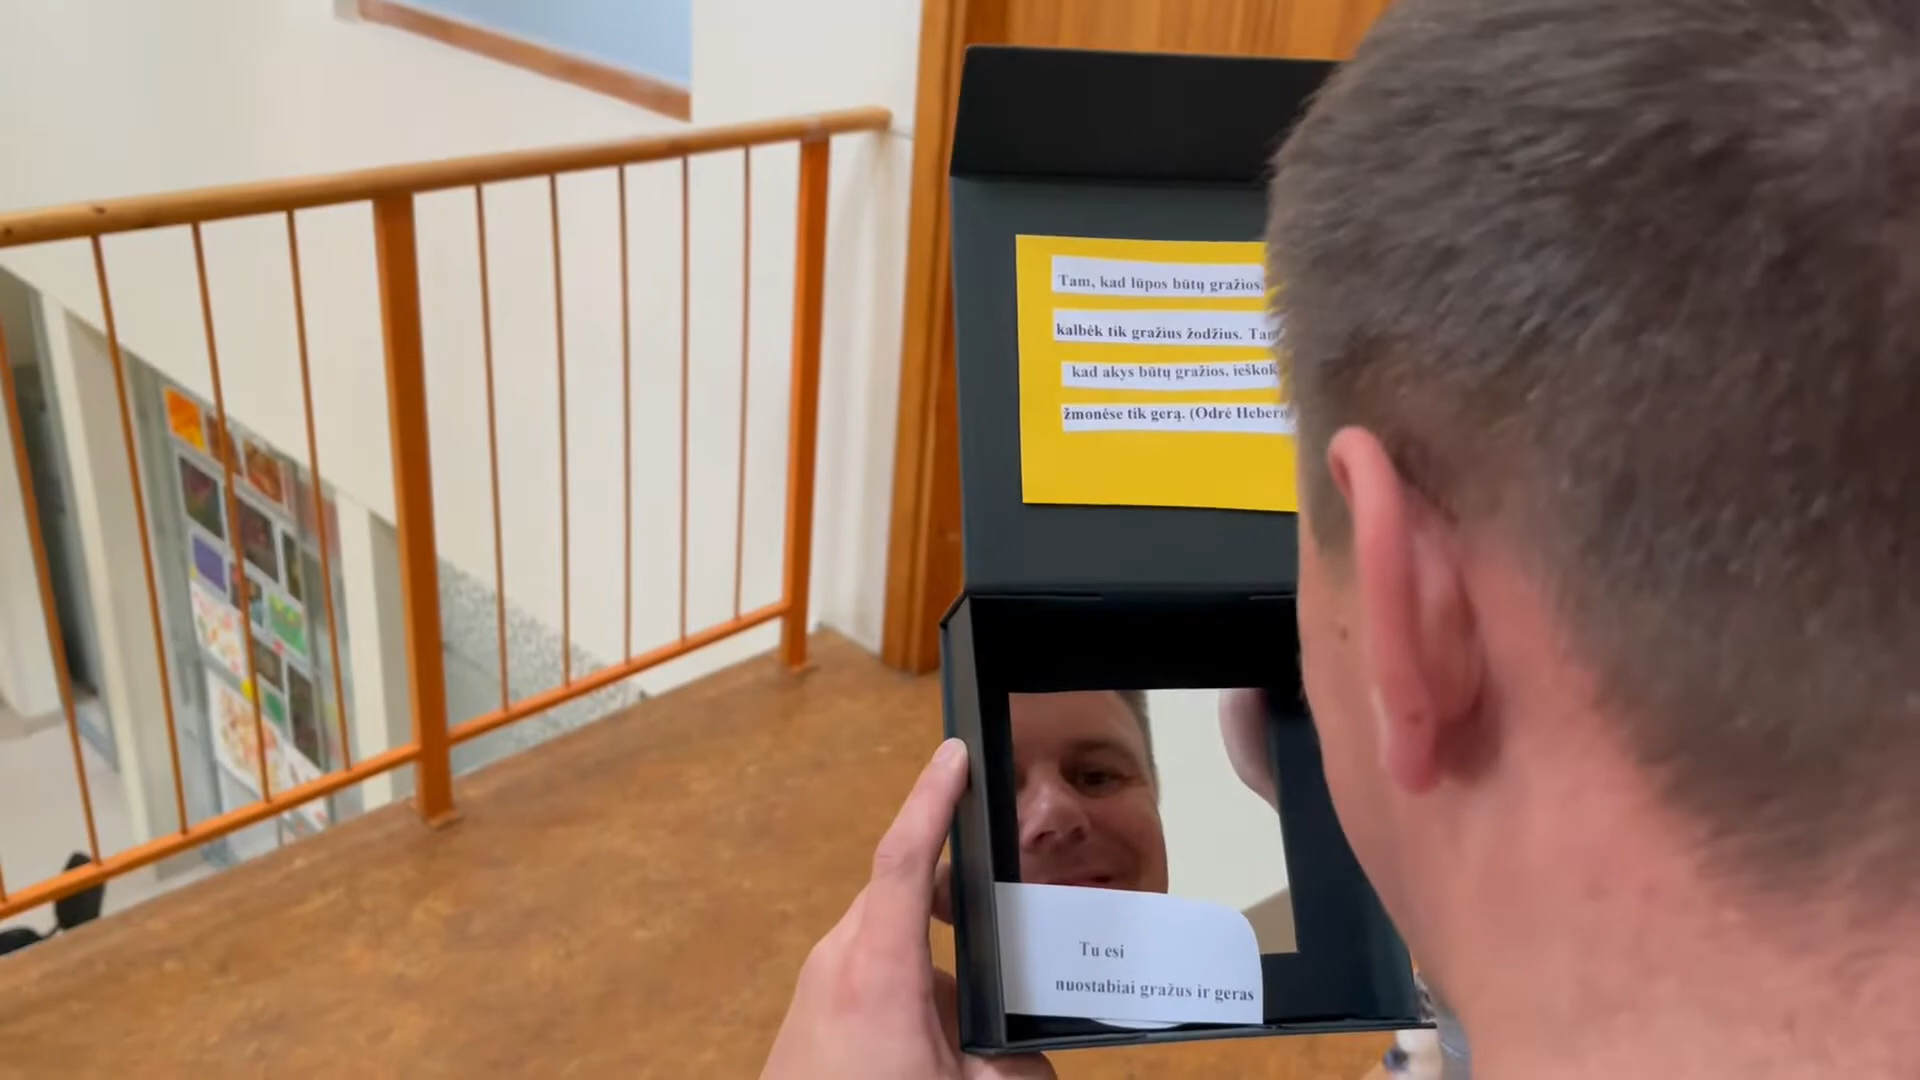 Tam, kad lūpos būtų gražios,
kalbėk tik gražius žodžius.
kad akys būtų gražios, ieškok
žmonėse tik gerą. (Odrė
Tu esi
nuostabiai gražus ir geras